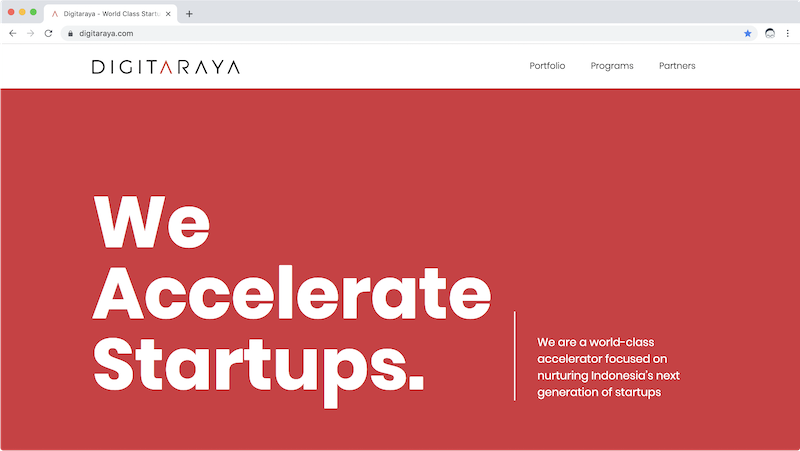 Digitaraya - World Class Startu
digitaraya.com
DIGITARAYA
Portfolio
Programs
Partners
We
Accelerate
Startups.
We are a world-class
accelerator focused on
nurturing Indonesia's next
generation of startups